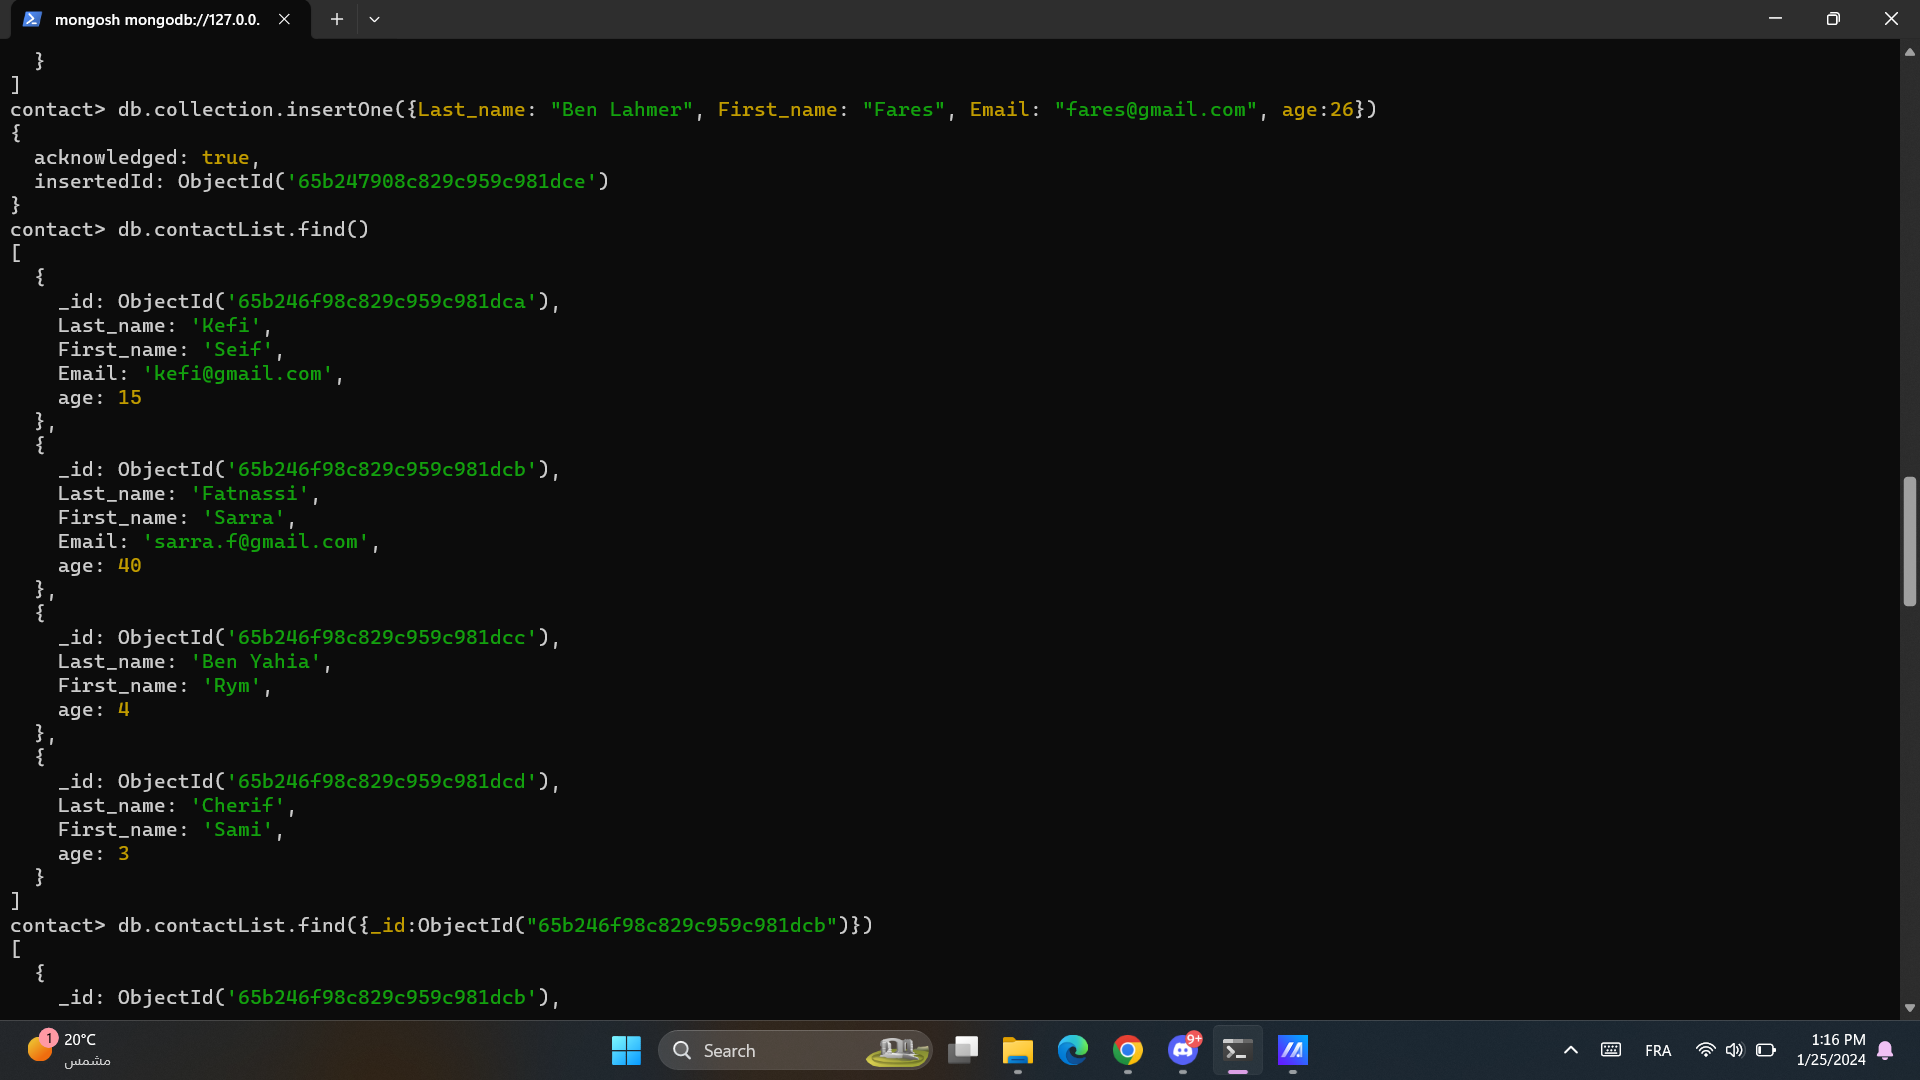 mongosh mongodb://127.0.0.
  }
]
contact> db.collection.insertOne({Last_name: "Ben Lahmer", First_name: "Fares", Email: "fares@gmail.com", age:26})
{
  acknowledged: true,
  insertedId: ObjectId('65b247908c829c959c981dce')
}
contact> db.contactList.find()
[
  {
    _id: ObjectId('65b246f98c829c959c981dca'),
    Last_name: 'Kefi',
    First_name: 'Seif',
    Email: 'kefi@gmail.com',
    age: 15
  },
  {
    _id: ObjectId('65b246f98c829c959c981dcb'),
    Last_name: 'Fatnassi',
    First_name: 'Sarra',
    Email: 'sarra.f@gmail.com',
    age: 40
  },
  {
    _id: ObjectId('65b246f98c829c959c981dcc'),
    Last_name: 'Ben Yahia',
    First_name: 'Rym',
    age: 4
  },
  {
    _id: ObjectId('65b246f98c829c959c981dcd'),
    Last_name: 'Cherif',
    First_name: 'Sami',
    age: 3
  }
]
contact> db.contactList.find({_id:ObjectId("65b246f98c829c959c981dcb")})
[
  {
    _id: ObjectId('65b246f98c829c959c981dcb'),
1
20°C
مشمس
Search
9+
FRA
1:16 PM
1/25/2024